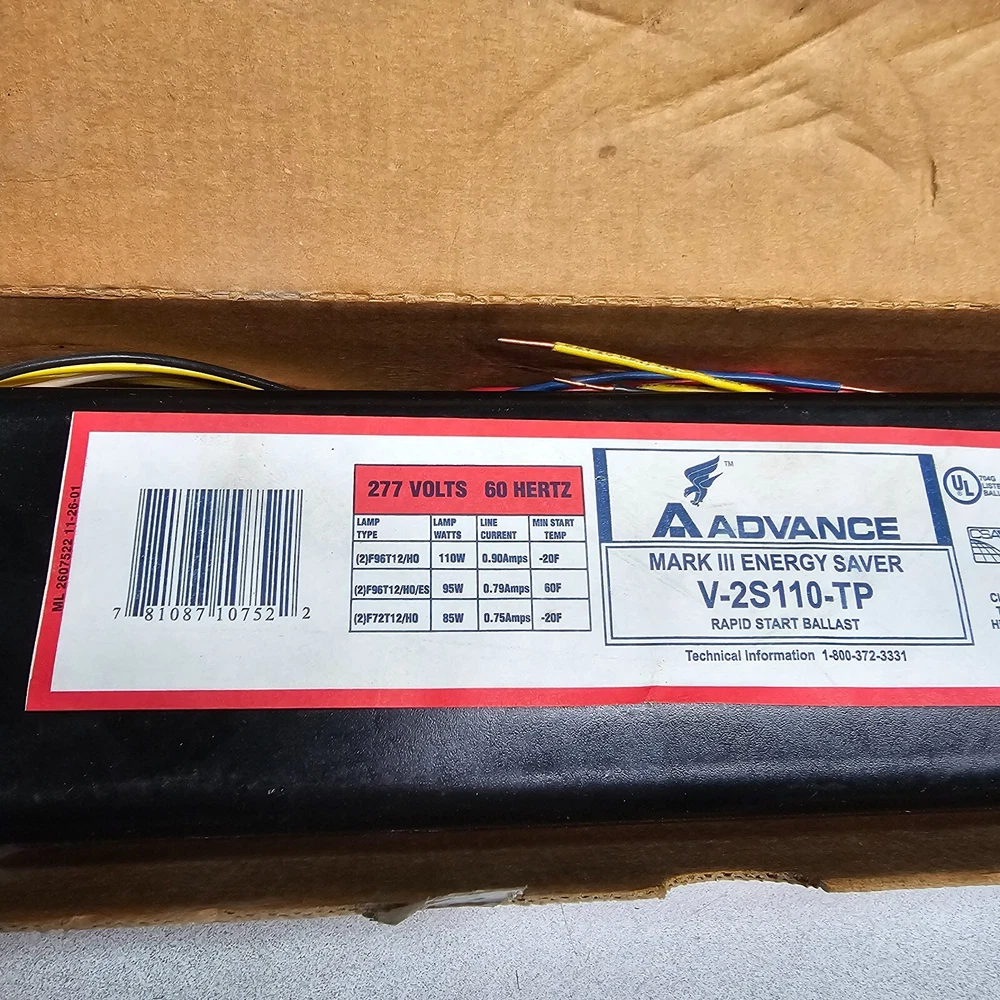 ML 2607522 11-26-01
7 81087 10752 2
277 VOLTS 60 HERTZ
LAMP TYPE LAMP WATTS LINE CURRENT MIN START TEMP
(2)F96T12/HO 110W 0.90Amps -20F
(2)F96T12/HO/ES 95W 0.79Amps 60F
(2)F72T12/HO 85W 0.75Amps -20F
TM
ADVANCE
MARK III ENERGY SAVER
V-2S110-TP
RAPID START BALLAST
Technical Information 1-800-372-3331
UL